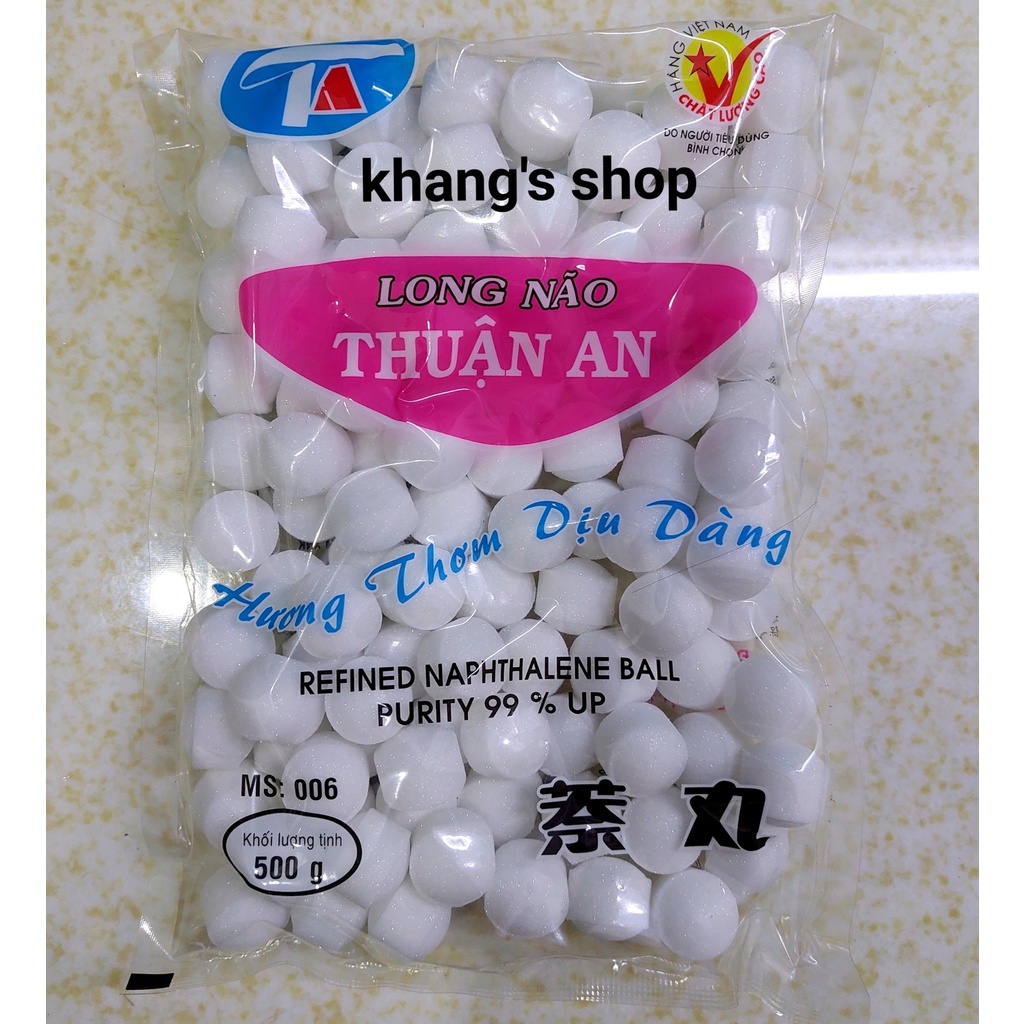 TA
HÀNG VIỆT NAM
CHẤT LƯỢNG CAO
DO NGƯỜI TIÊU DÙNG
BÌNH CHỌN
khang's shop
LONG NÃO
THUẬN AN
Hương Thơm Dịu Dàng
REFINED NAPHTHALENE BALL
PURITY 99 % UP
MS: 006
Khối lượng tịnh
500 g
萘 丸